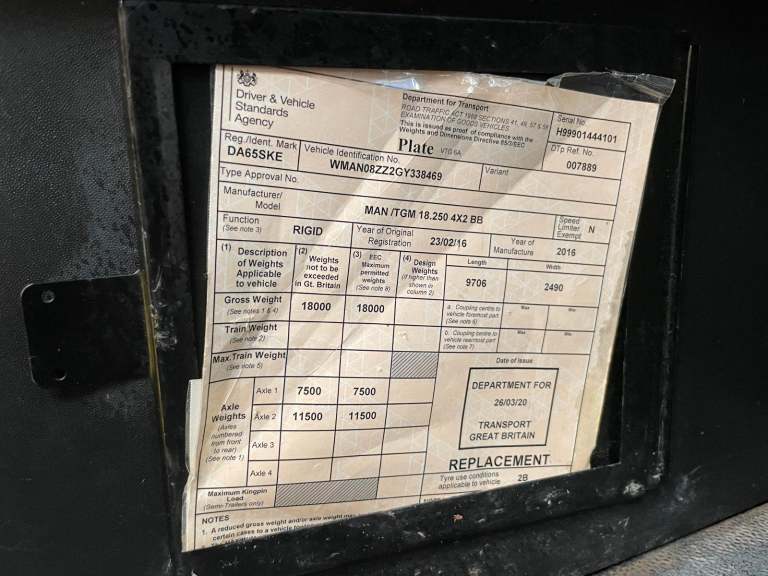 Driver & Vehicle
Standards
Agency
Department for Transport
ROAD TRAFFIC ACT 1988 SECTIONS 41, 49, 57 & 58
EXAMINATION OF GOODS VEHICLES
This is issued as proof of compliance with the
Weights and Dimensions Directive 85/3/EEC
Plate VTG 6A
Serial No.
H99901444101
DTp Ref. No.
007889
Reg./Ident. Mark
DA65SKE
Vehicle Identification No.
WMAN08ZZ2GY338469
Variant
Type Approval No.
Manufacturer/
Model
MAN /TGM 18.250 4X2 BB
Speed
Limiter
Exempt
N
Function
(See note 3)
RIGID
Year of Original
Registration
23/02/16
Year of
Manufacture
2016
(1) Description
of Weights
Applicable
to vehicle
(2) Weights
not to be
exceeded
in Gt. Britain
(3) EEC
Maximum
permitted
weights
(See note 8)
(4) Design
Weights
(if higher than
shown in
column 2)
Length
9706
Width
2490
Gross Weight
(See notes 1 & 4)
18000
18000
a. Coupling centre to
vehicle foremost part
(See note 6)
Max
Min
Train Weight
(See note 2)
b. Coupling centre to
vehicle rearmost part
(See note 7)
Max
Min
Max.Train Weight
(See note 5)
Axle
Weights
(Axles
numbered
from front
to rear)
(See note 1)
Axle 1
7500
7500
Axle 2
11500
11500
Axle 3
Axle 4
Date of issue
DEPARTMENT FOR
26/03/20
TRANSPORT
GREAT BRITAIN
REPLACEMENT
Tyre use conditions
applicable to vehicle
2B
Maximum Kingpin
Load
(Semi-Trailers only)
NOTES
1. A reduced gross weight and/or axle weight may
certain cases to a vehicle